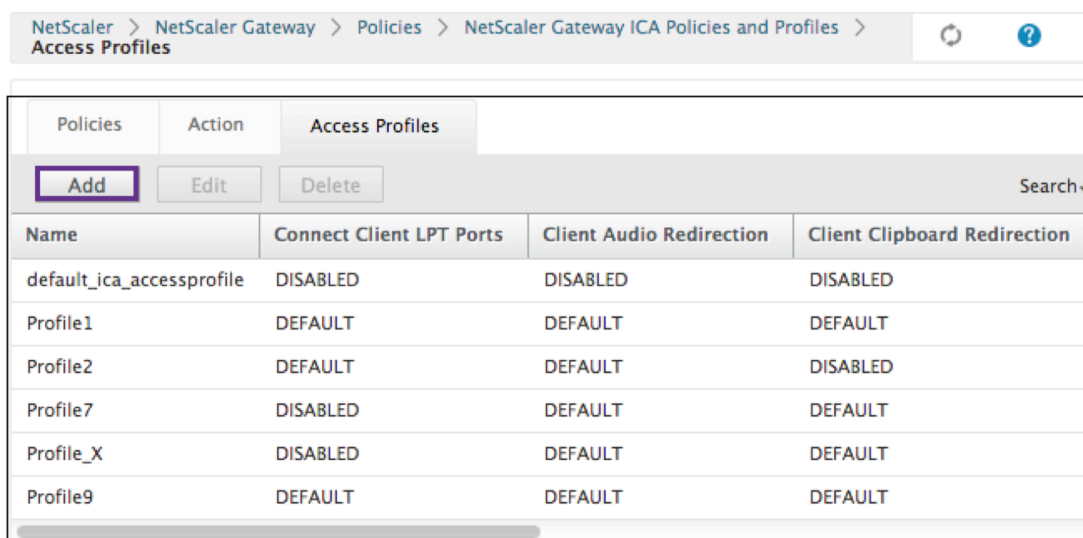 NetScaler > NetScaler Gateway > Policies > NetScaler Gateway ICA Policies and Profiles >
Access Profiles
?
Policies Action Access Profiles
Add Edit Delete Search
Name Connect Client LPT Ports Client Audio Redirection Client Clipboard Redirection
default_ica_accessprofile DISABLED DISABLED DISABLED
Profile1 DEFAULT DEFAULT DEFAULT
Profile2 DEFAULT DEFAULT DISABLED
Profile7 DISABLED DEFAULT DEFAULT
Profile_X DISABLED DEFAULT DEFAULT
Profile9 DEFAULT DEFAULT DEFAULT